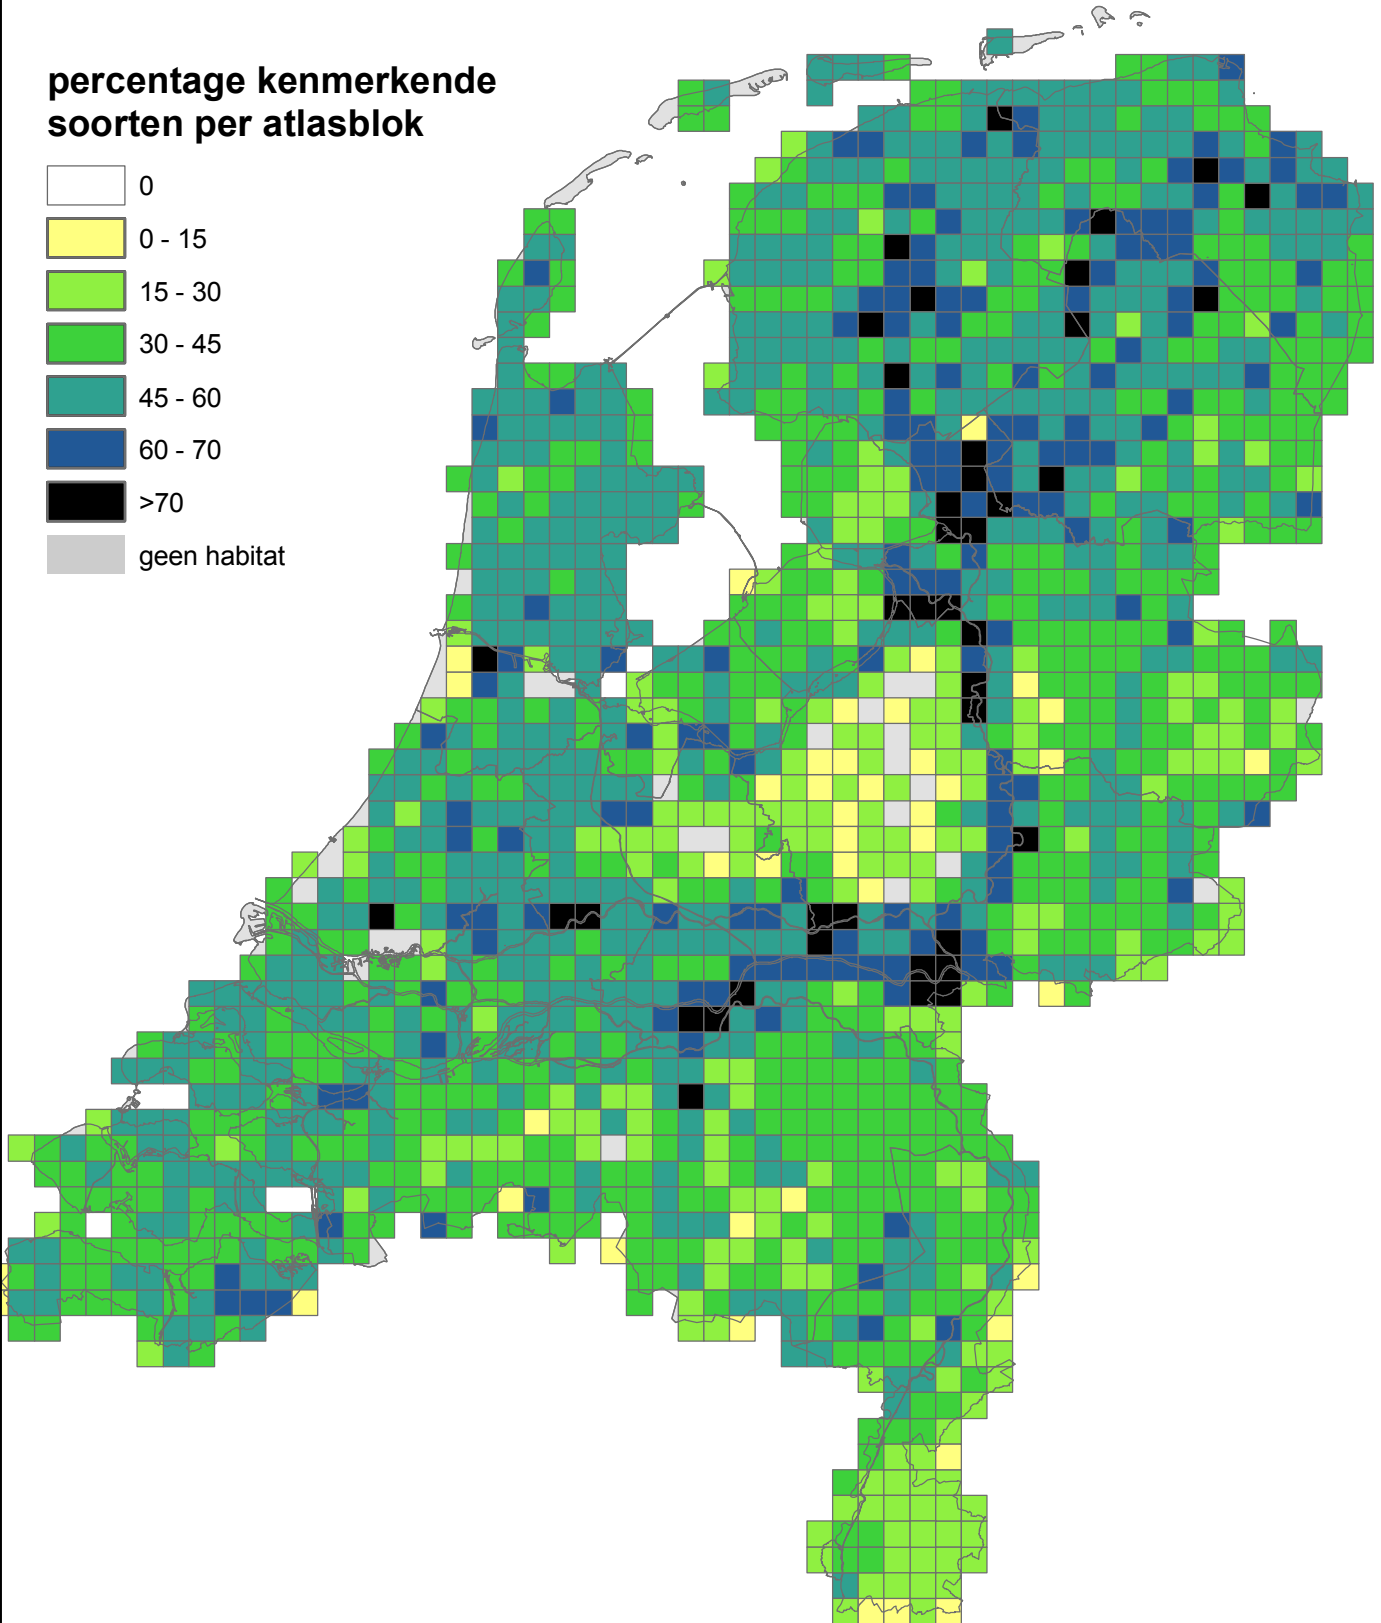 percentage kenmerkende
soorten per atlasblok
0
0 - 15
15 - 30
30 - 45
45 - 60
60 - 70
>70
geen habitat